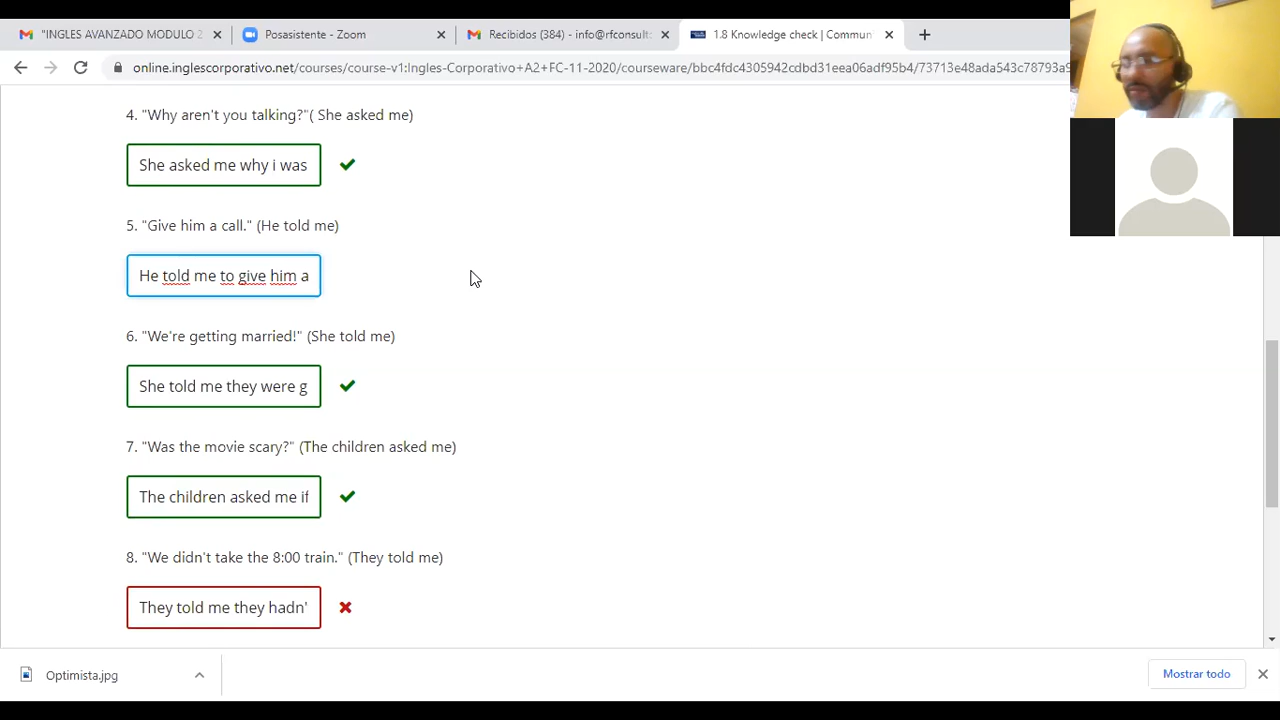 "INGLES AVANZADO MODULO 2
Posasistente - Zoom
Recibidos (384) - info@rfconsulto
1.8 Knowledge check | Commun
online.inglescorporativo.net/courses/course-v1:Ingles-Corporativo+A2+FC-11-2020/courseware/bbc4fdc4305942cdbd31eea06adf95b4/73713e48ada543c78793a9
4. "Why aren't you talking?"( She asked me)
She asked me why i was
5. "Give him a call." (He told me)
He told me to give him a
6. "We're getting married!" (She told me)
She told me they were g
7. "Was the movie scary?" (The children asked me)
The children asked me if
8. "We didn't take the 8:00 train." (They told me)
They told me they hadn'
Optimista.jpg
Mostrar todo